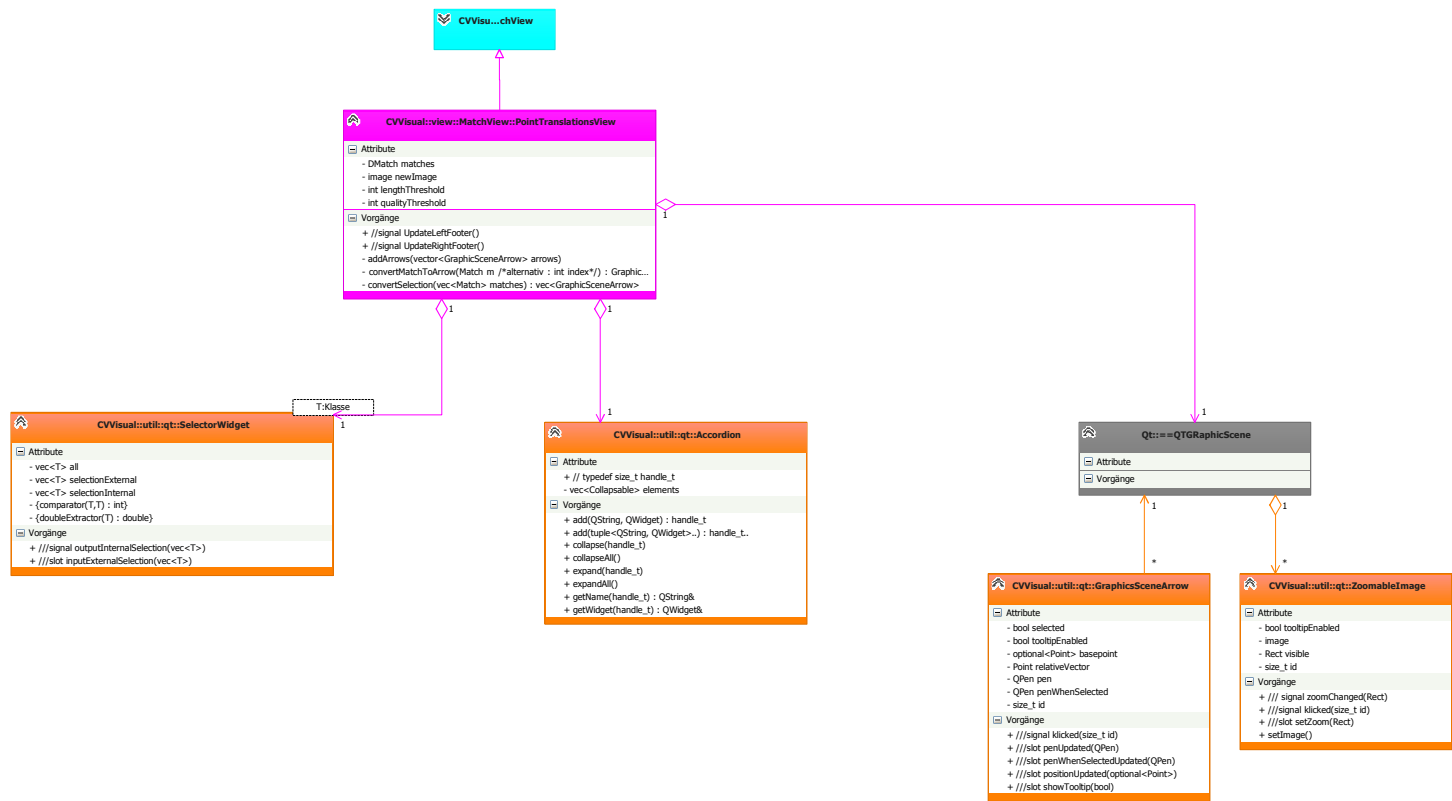 CVVisu...chView
CVVisual::view::MatchView::PointTranslationsView
Attribute
- DMatch matches
- image newImage
- int lengthThreshold
- int qualityThreshold
Vorgänge
+ //signal UpdateLeftFooter()
+ //signal UpdateRightFooter()
- addArrows(vector<GraphicSceneArrow> arrows)
- convertMatchToArrow(Match m /*alternativ : int index*/) : Graphic...
- convertSelection(vec<Match> matches) : vec<GraphicSceneArrow>
1
1
1
T:Klasse
1
CVVisual::util::qt::SelectorWidget
Attribute
- vec<T> all
- vec<T> selectionExternal
- vec<T> selectionInternal
- {comparator(T,T) : int}
- {doubleExtractor(T) : double}
Vorgänge
+ ///signal outputInternalSelection(vec<T>)
+ ///slot inputExternalSelection(vec<T>)
1
CVVisual::util::qt::Accordion
Attribute
+ // typedef size_t handle_t
- vec<Collapsable> elements
Vorgänge
+ add(QString, QWidget) : handle_t
+ add(tuple<QString, QWidget>..) : handle_t..
+ collapse(handle_t)
+ collapseAll()
+ expand(handle_t)
+ expandAll()
+ getName(handle_t) : QString&
+ getWidget(handle_t) : QWidget&
1
Qt::==QTGRaphicScene
Attribute
Vorgänge
1
1
*
*
CVVisual::util::qt::GraphicsSceneArrow
Attribute
- bool selected
- bool tooltipEnabled
- optional<Point> basepoint
- Point relativeVector
- QPen pen
- QPen penWhenSelected
- size_t id
Vorgänge
+ ///signal klicked(size_t id)
+ ///slot penUpdated(QPen)
+ ///slot penWhenSelectedUpdated(QPen)
+ ///slot positionUpdated(optional<Point>)
+ ///slot showTooltip(bool)
CVVisual::util::qt::ZoomableImage
Attribute
- bool tooltipEnabled
- image
- Rect visible
- size_t id
Vorgänge
+ /// signal zoomChanged(Rect)
+ ///signal klicked(size_t id)
+ ///slot setZoom(Rect)
+ setImage()